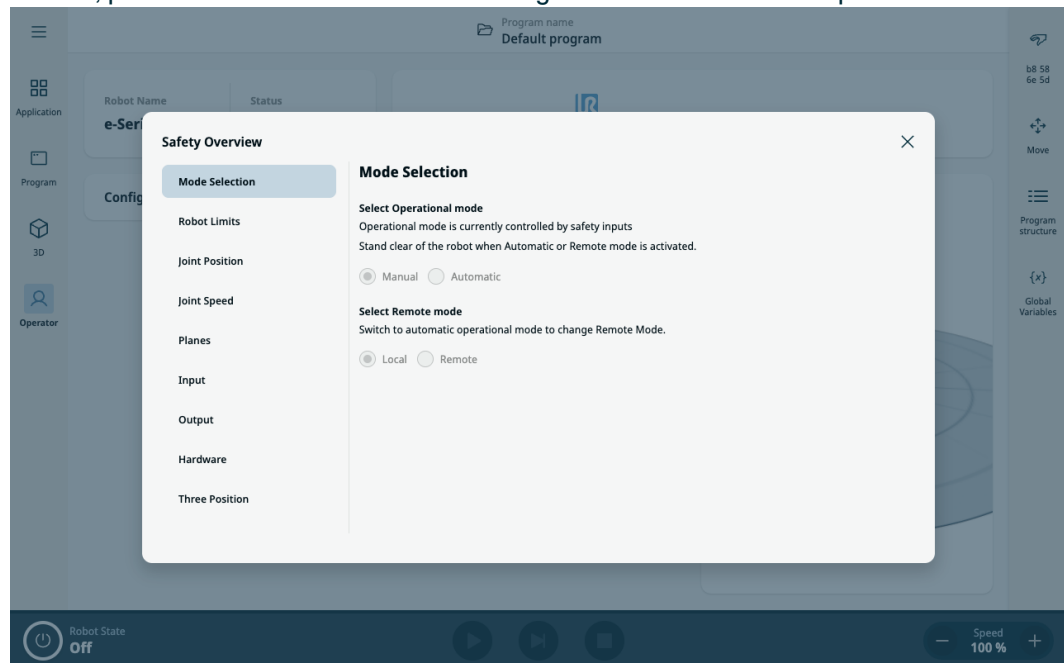 Program name
Default program
b8 58
6e 5d
Application
Robot Name
Status
e-Seri
Safety Overview
Move
Mode Selection
Mode Selection
Program
Config
Select Operational mode
Robot Limits
Operational mode is currently controlled by safety inputs
Program
structure
Stand clear of the robot when Automatic or Remote mode is activated.
3D
Joint Position
Manual
Automatic
{x}
Joint Speed
Select Remote mode
Global
Variables
Operator
Switch to automatic operational mode to change Remote Mode.
Planes
Local
Remote
Input
Output
Hardware
Three Position
Robot State
Off
Speed
100 %